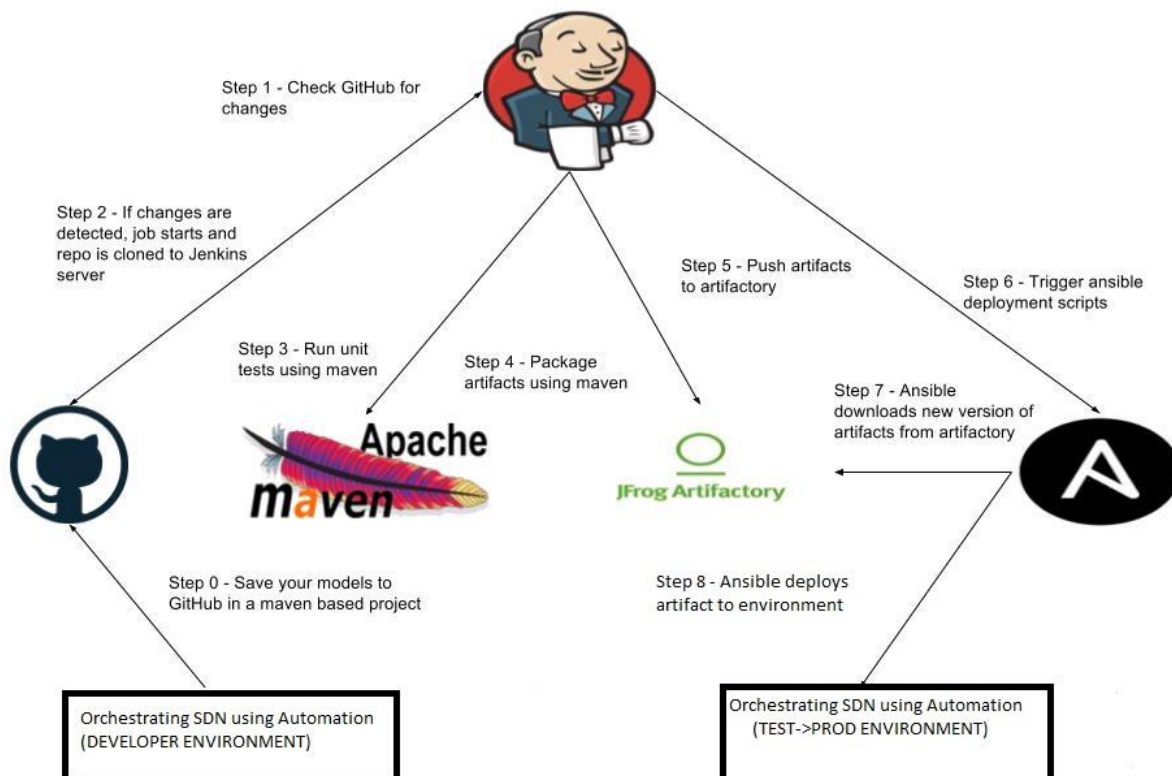 Step 1 - Check GitHub for
changes
Step 2 - If changes are
detected, job starts and
repo is cloned to Jenkins
server
Step 5 - Push artifacts
to artifactory
Step 6 - Trigger ansible
deployment scripts
Step 3 - Run unit
tests using maven
Step 4 - Package
artifacts using maven
Step 7 - Ansible
downloads new version of
artifacts from artifactory
Apache
maven
JFrog Artifactory
Step 0 - Save your models to
GitHub in a maven based project
Step 8 - Ansible deploys
artifact to environment
Orchestrating SDN using Automation
(DEVELOPER ENVIRONMENT)
Orchestrating SDN using Automation
(TEST->PROD ENVIRONMENT)